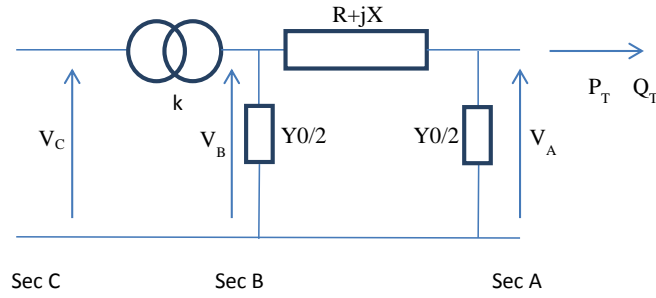 R+jX
P_T Q_T
k
V_C
V_B
Y0/2
Y0/2
V_A
Sec C
Sec B
Sec A